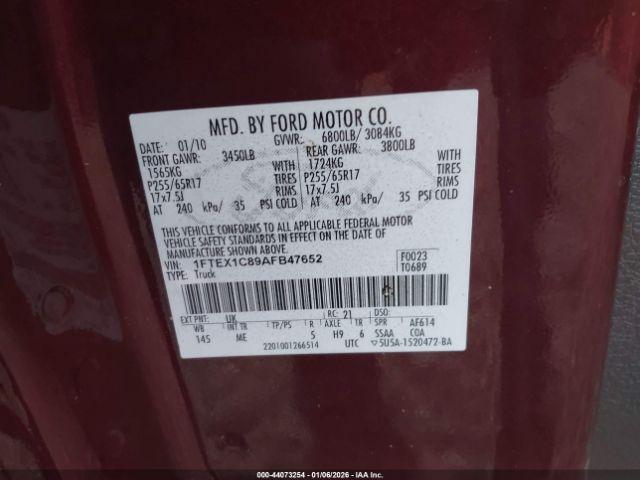 MFD. BY FORD MOTOR CO.
DATE: 01/10 GVWR: 6800LB/ 3084KG
FRONT GAWR: 3450LB REAR GAWR: 3800LB
1565KG WITH 1724KG WITH
P255/65R17 TIRES P255/65R17 TIRES
17x7.5J RIMS 17x7.5J RIMS
AT 240 kPa/ 35 PSI COLD AT 240 kPa/ 35 PSI COLD
THIS VEHICLE CONFORMS TO ALL APPLICABLE FEDERAL MOTOR
VEHICLE SAFETY STANDARDS IN EFFECT ON THE DATE OF
MANUFACTURE SHOWN ABOVE.
VIN: 1FTEX1C89AFB47652 F0023
TYPE: Truck T0689
EXT PNT: UK RC: 21 DSO:
WB INT TR TP/PS R AXLE TR SPR AF614
145 ME 5 H9 6 SSAA COA
2201001266514 UTC ▽5U5A-1520472-BA
000-44073254 - 01/06/2026 - IAA Inc.